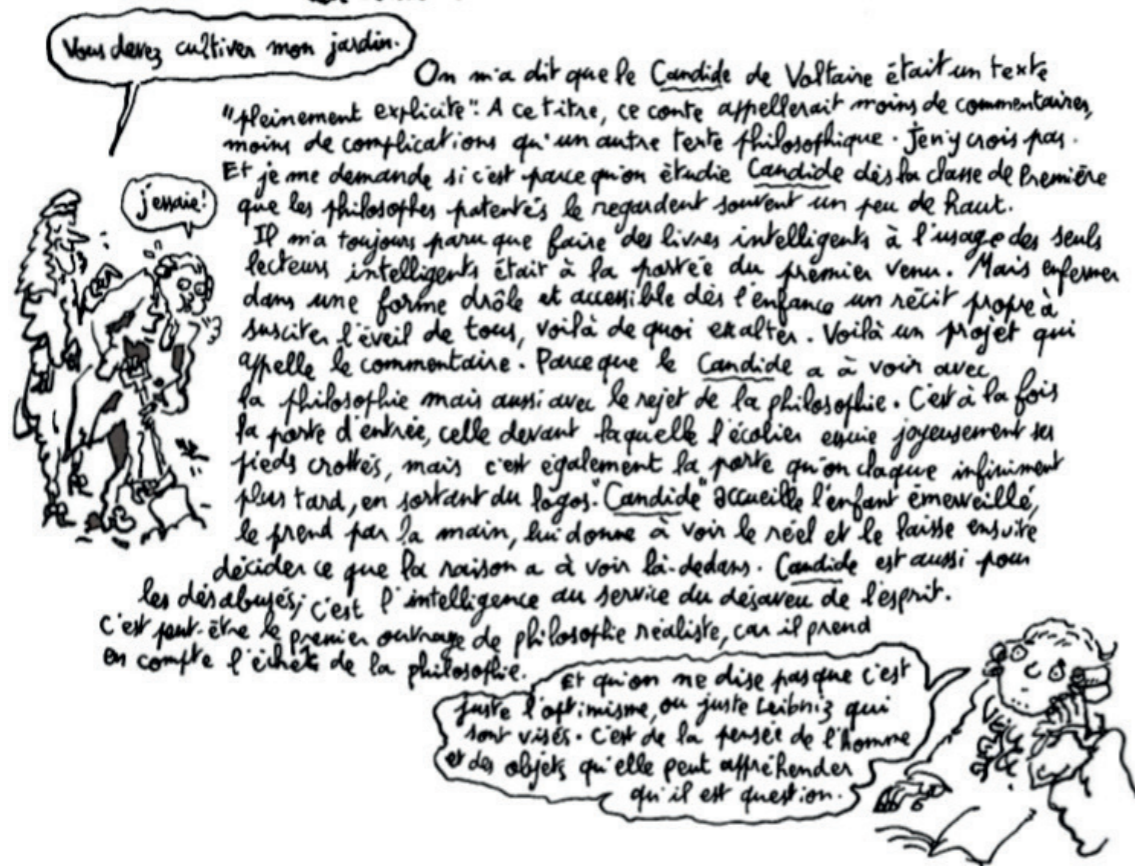 Vous devez cultiver mon jardin.
On m'a dit que le Candide de Voltaire était un texte
"pleinement explicite". A ce titre, ce conte appellerait moins de commentaires,
moins de complications qu'un autre texte philosophique. Je n'y crois pas.
Et je me demande si c'est parce qu'on étudie Candide dès la classe de Première
que les philosophes patentés le regardent souvent un peu de haut.
j'essaie!
Il m'a toujours paru que faire des livres intelligents à l'usage des seuls
lecteurs intelligents était à la portée du premier venu. Mais enfermer
dans une forme drôle et accessible dès l'enfance un récit propre à
susciter l'éveil de tous, voilà de quoi exalter. Voilà un projet qui
appelle le commentaire. Parce que le Candide a à voir avec
la philosophie mais aussi avec le rejet de la philosophie. C'est à la fois
la porte d'entrée, celle devant laquelle l'écolier essuie joyeusement ses
pieds crottés, mais c'est également la porte qu'on claque infiniment
plus tard, en sortant du logos. "Candide" accueille l'enfant émerveillé,
le prend par la main, lui donne à voir le réel et le laisse ensuite
décider ce que la raison a à voir là-dedans. Candide est aussi pour
les désabusés; c'est l'intelligence au service du désaveu de l'esprit.
C'est peut-être le premier ouvrage de philosophie réaliste, car il prend
en compte l'échec de la philosophie.
Et qu'on ne dise pas que c'est
juste l'optimisme, ou juste Leibniz qui
sont visés. C'est de la pensée de l'homme
et des objets qu'elle peut appréhender
qu'il est question.